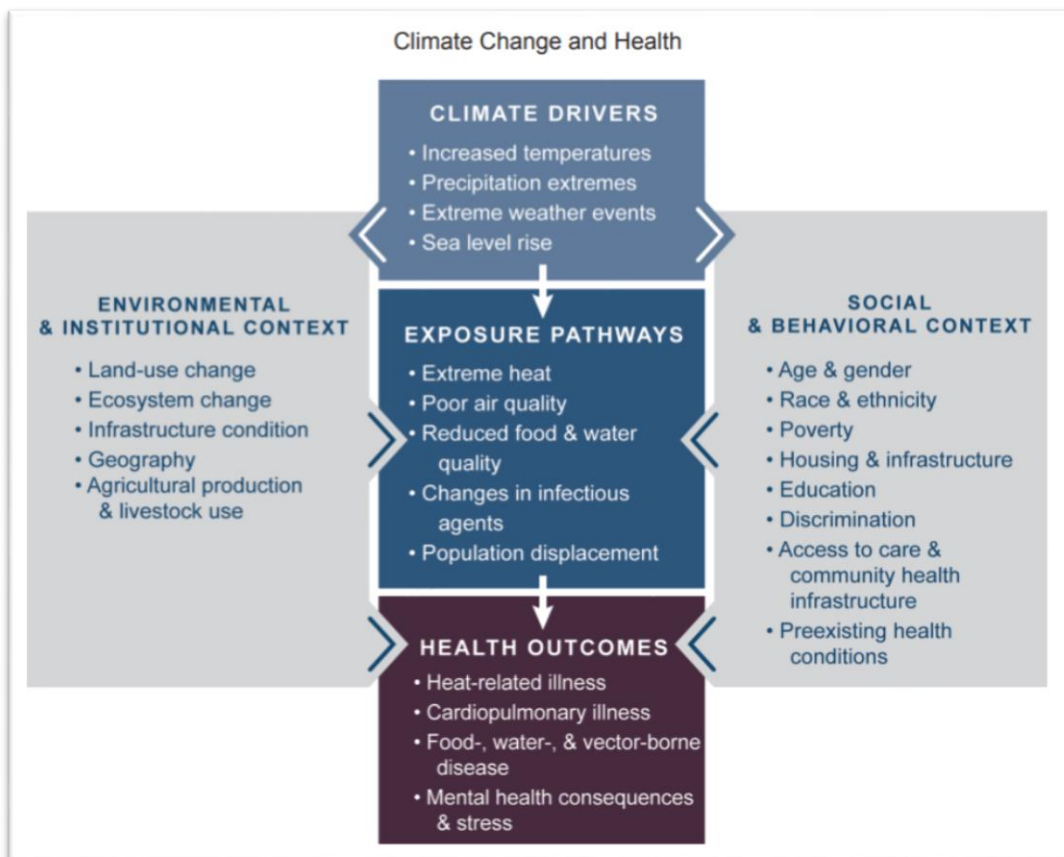 Climate Change and Health
CLIMATE DRIVERS
• Increased temperatures
• Precipitation extremes
• Extreme weather events
• Sea level rise
ENVIRONMENTAL
& INSTITUTIONAL CONTEXT
• Land-use change
• Ecosystem change
• Infrastructure condition
• Geography
• Agricultural production
& livestock use
EXPOSURE PATHWAYS
• Extreme heat
• Poor air quality
• Reduced food & water
quality
• Changes in infectious
agents
• Population displacement
SOCIAL
& BEHAVIORAL CONTEXT
• Age & gender
• Race & ethnicity
• Poverty
• Housing & infrastructure
• Education
• Discrimination
• Access to care &
community health
infrastructure
• Preexisting health
conditions
HEALTH OUTCOMES
• Heat-related illness
• Cardiopulmonary illness
• Food-, water-, & vector-borne
disease
• Mental health consequences
& stress